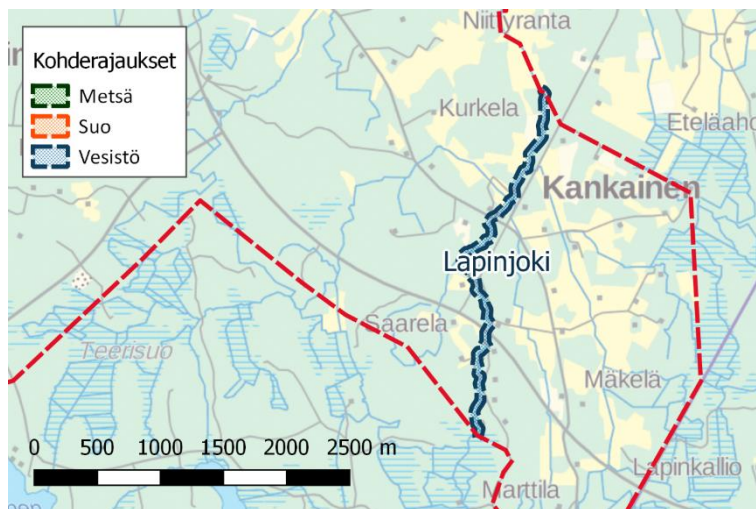 Niittyranta
Kohderajaukset
Metsä
Suo
Vesistö
Kurkela
Eteläaho
Kankainen
Lapinjoki
Saarela
Teerisuo
Mäkelä
0 500 1000 1500 2000 2500 m
Lapinkallio
Marttila